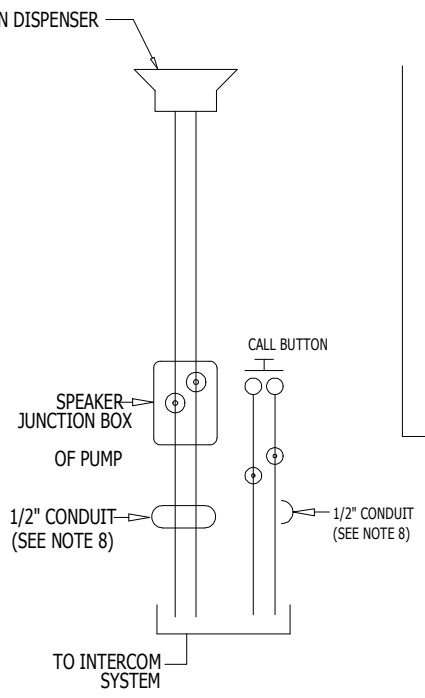 N DISPENSER
CALL BUTTON
SPEAKER
JUNCTION BOX
OF PUMP
1/2" CONDUIT
(SEE NOTE 8)
1/2" CONDUIT
(SEE NOTE 8)
TO INTERCOM
SYSTEM